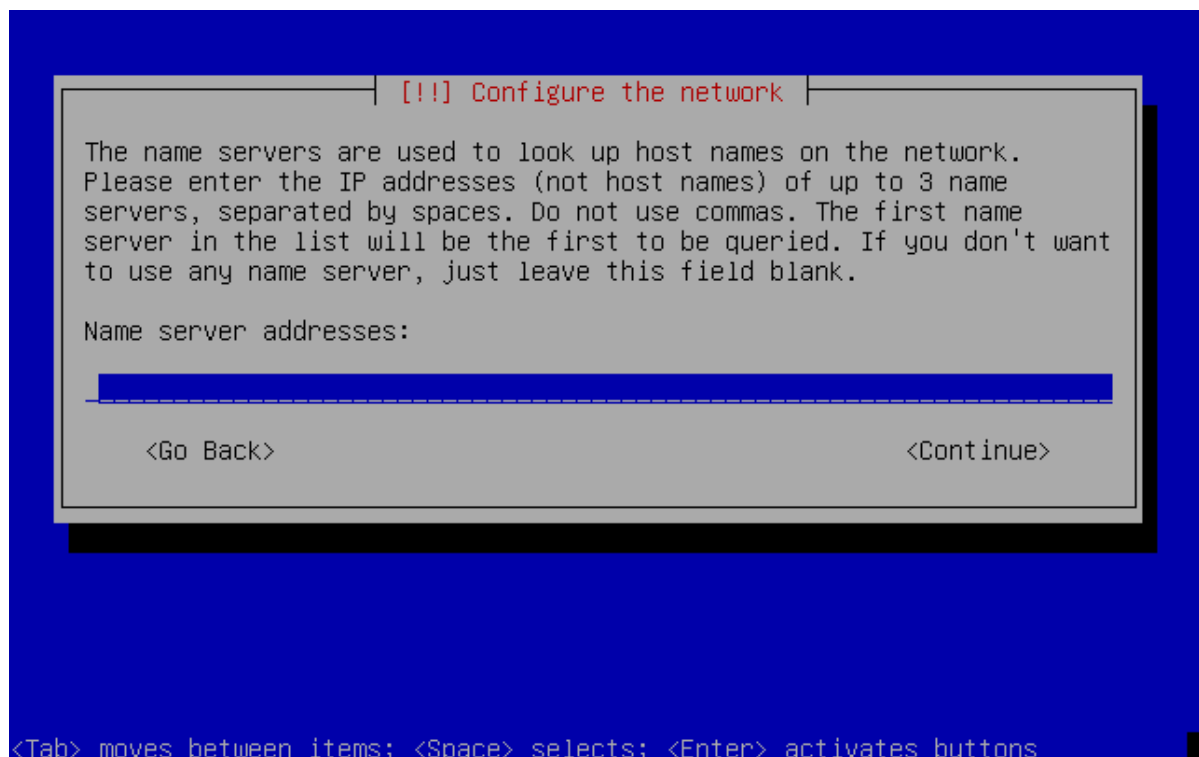 [!!] Configure the network
The name servers are used to look up host names on the network.
Please enter the IP addresses (not host names) of up to 3 name
servers, separated by spaces. Do not use commas. The first name
server in the list will be the first to be queried. If you don't want
to use any name server, just leave this field blank.
Name server addresses:
<Go Back> <Continue>
<Tab> moves between items; <Space> selects; <Enter> activates buttons